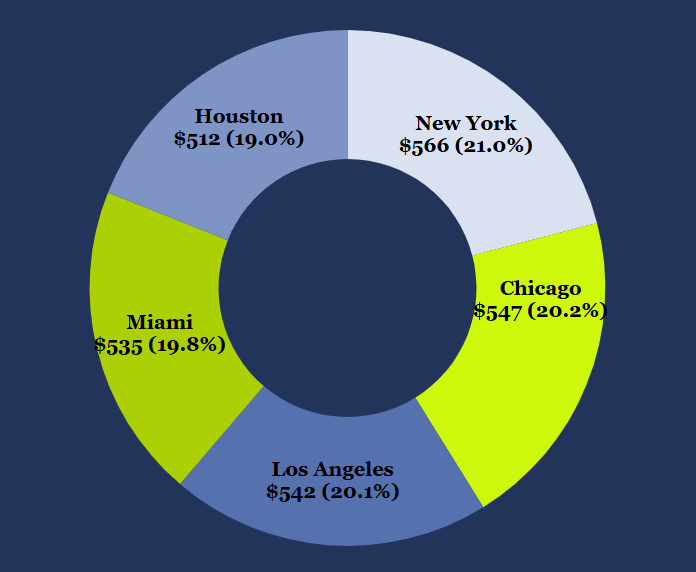 Houston
$512 (19.0%)
New York
$566 (21.0%)
Chicago
$547 (20.2%)
Miami
$535 (19.8%)
Los Angeles
$542 (20.1%)